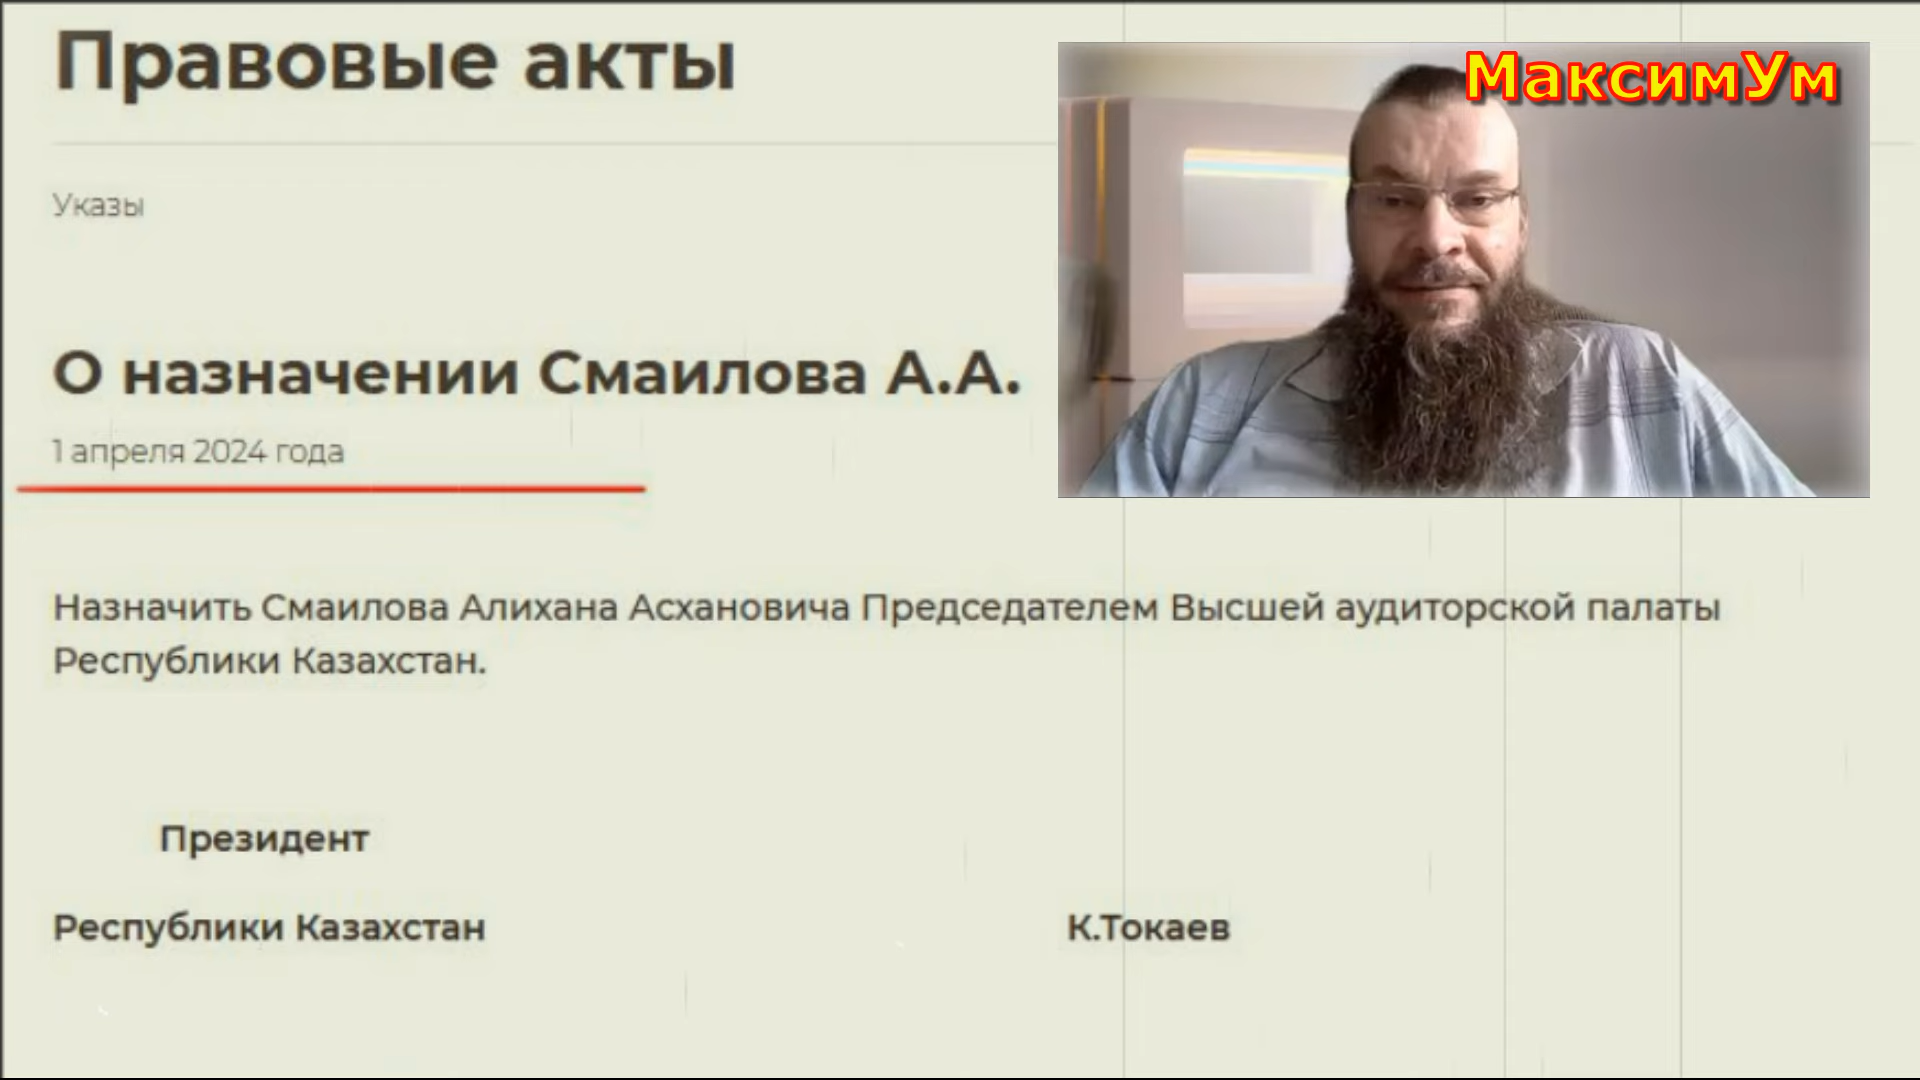 Правовые акты
МаксимУм
Указы
О назначении Смаилова А.А.
1 апреля 2024 года
Назначить Смаилова Алихана Асхановича Председателем Высшей аудиторской палаты
Республики Казахстан.
Президент
Республики Казахстан К.Токаев